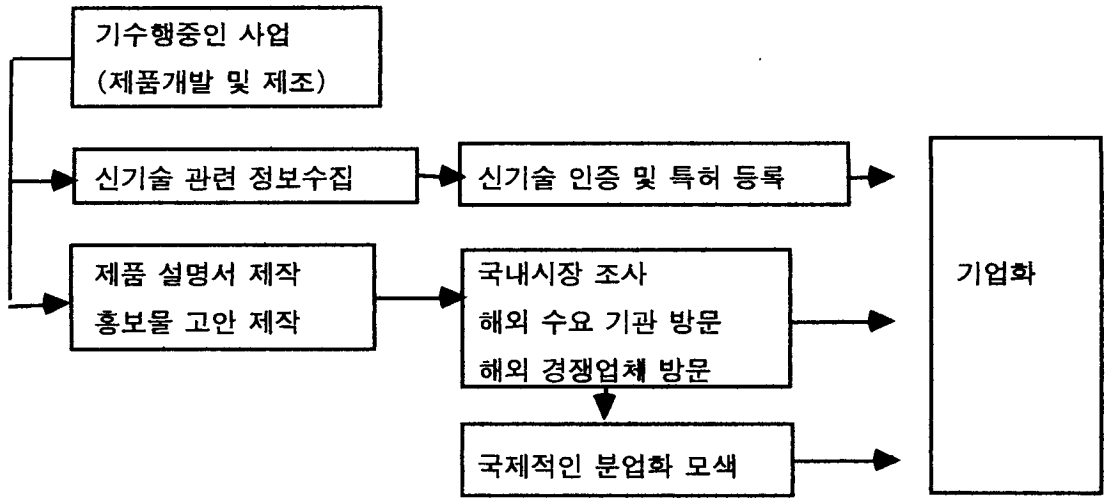 기수행중인 사업
(제품개발 및 제조)
신기술 관련 정보수집
신기술 인증 및 특허 등록
제품 설명서 제작
홍보물 고안 제작
국내시장 조사
해외 수요 기관 방문
해외 경쟁업체 방문
국제적인 분업화 모색
기업화